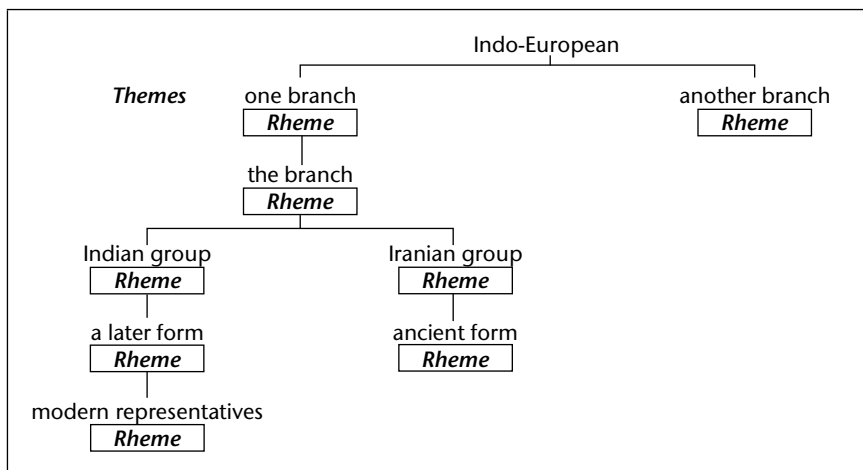 Indo-European
Themes one branch another branch
Rheme Rheme
the branch
Rheme
Indian group Iranian group
Rheme Rheme
a later form ancient form
Rheme Rheme
modern representatives
Rheme